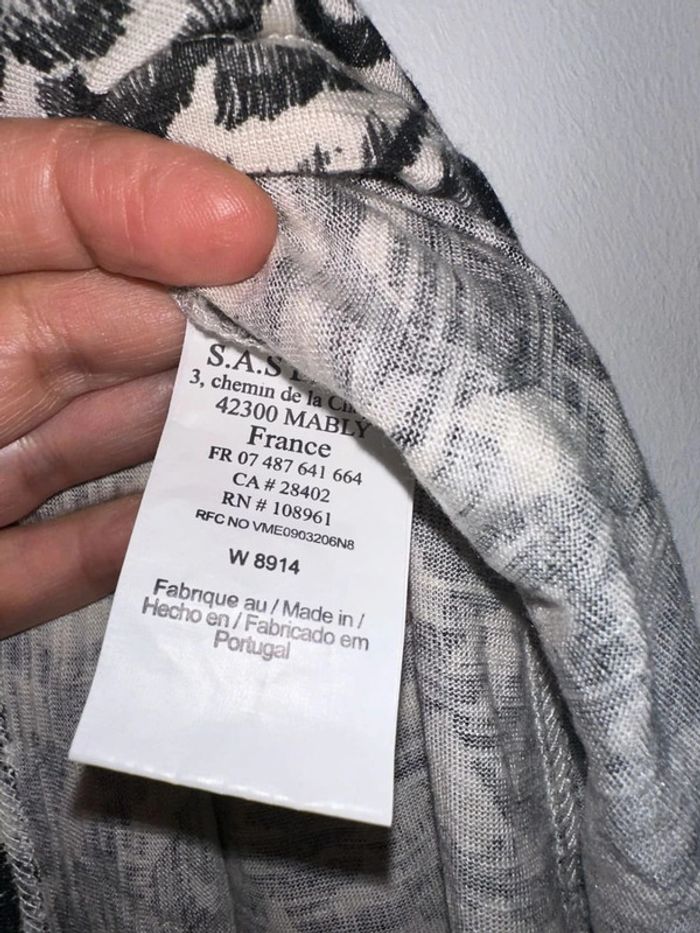 S.A.S
3, chemin de la
42300 MABLY
France
FR 07 487 641 664
CA # 28402
RN # 108961
RFC NO VME0903206N8
W 8914
Fabrique au / Made in /
Hecho en / Fabricado em
Portugal